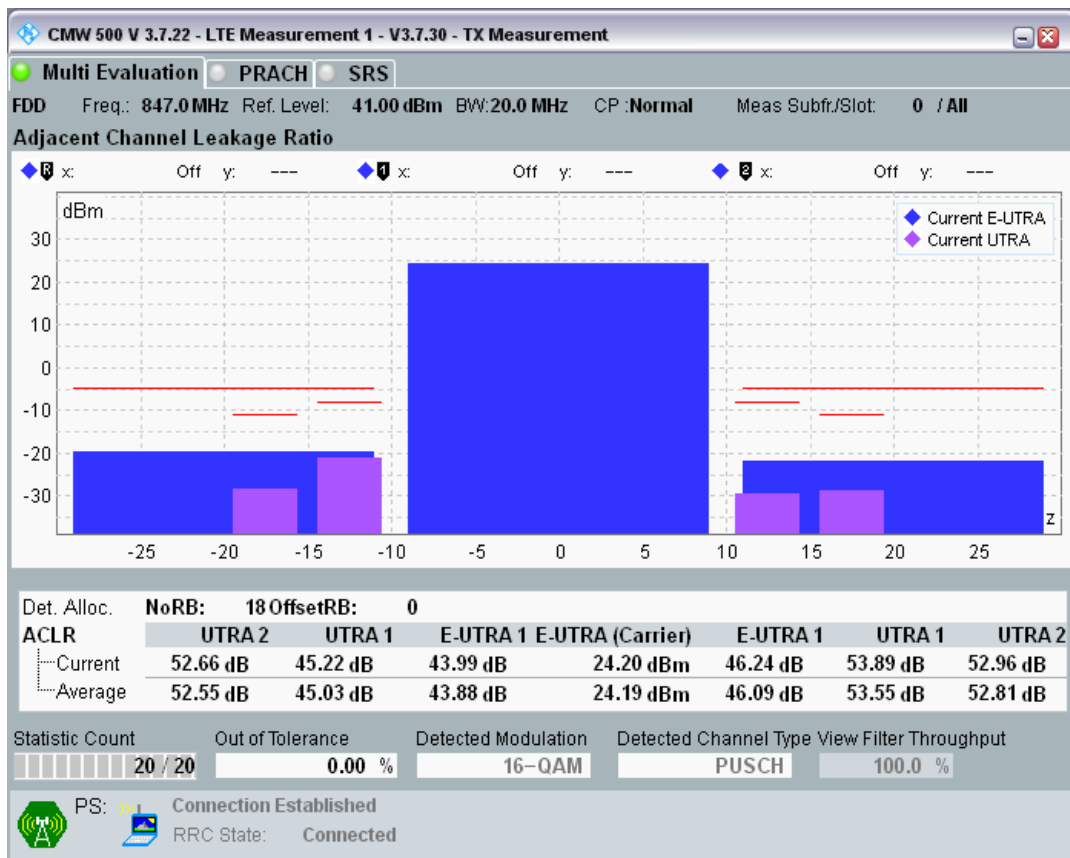 CMW 500 V 3.7.22 - LTE Measurement 1 - V3.7.30 - TX Measurement
Multi Evaluation PRACH SRS
FDD Freq.: 847.0 MHz Ref. Level: 41.00 dBm BW:20.0 MHz CP :Normal Meas Subfr./Slot: 0 / All
Adjacent Channel Leakage Ratio
R x: Off y: --- 1 x: Off y: --- 2 x: Off y: ---
dBm
Current E-UTRA
Current UTRA
30
20
10
0
-10
-20
-30
z
-25 -20 -15 -10 -5 0 5 10 15 20 25
Det. Alloc. NoRB: 18 OffsetRB: 0
ACLR UTRA 2 UTRA 1 E-UTRA 1 E-UTRA (Carrier) E-UTRA 1 UTRA 1 UTRA 2
Current 52.66 dB 45.22 dB 43.99 dB 24.20 dBm 46.24 dB 53.89 dB 52.96 dB
Average 52.55 dB 45.03 dB 43.88 dB 24.19 dBm 46.09 dB 53.55 dB 52.81 dB
Statistic Count Out of Tolerance Detected Modulation Detected Channel Type View Filter Throughput
20 / 20 0.00 % 16-QAM PUSCH 100.0 %
PS: Connection Established
RRC State: Connected